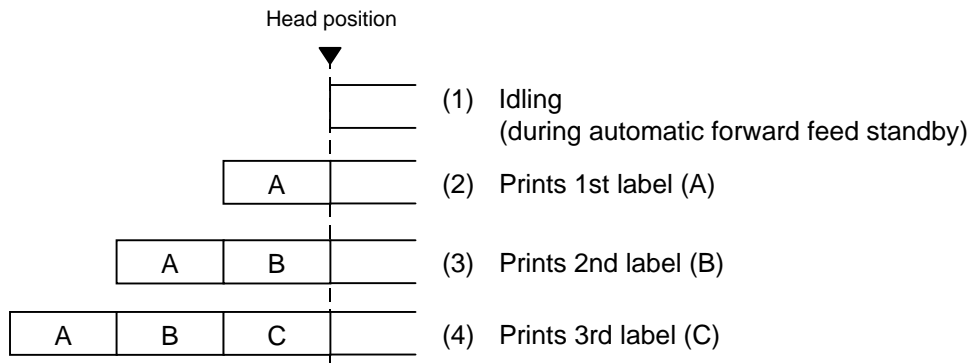 Head position
(1) Idling
(during automatic forward feed standby)
A (2) Prints 1st label (A)
A B (3) Prints 2nd label (B)
A B C (4) Prints 3rd label (C)